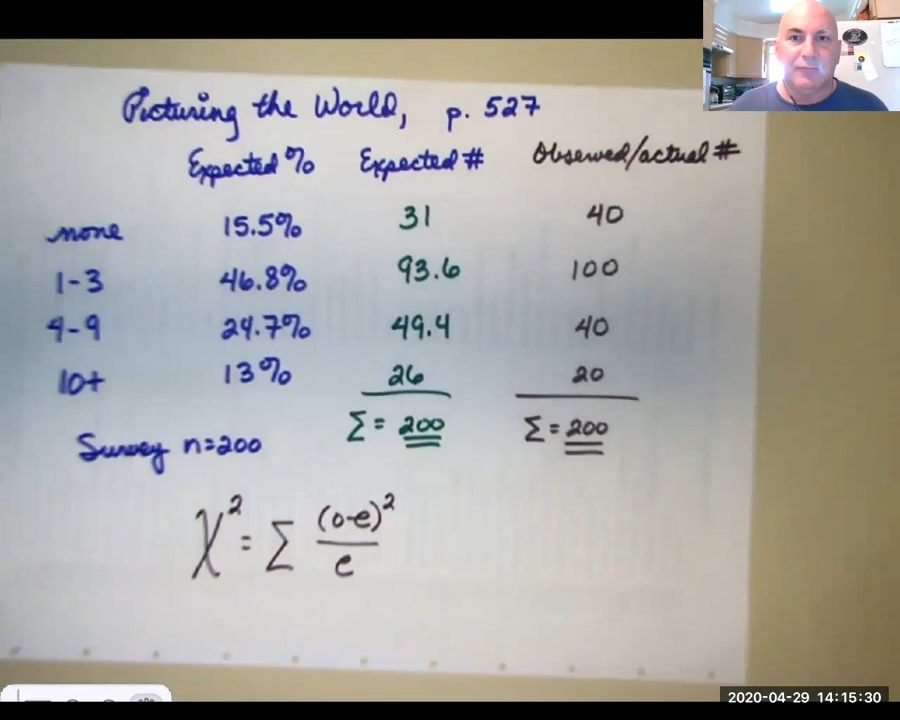 Picturing the World, p. 527
Expected % Expected # Observed/actual #
none 15.5% 31 40
1-3 46.8% 93.6 100
4-9 24.7% 49.4 40
10+ 13% 26 20
Σ = 200 Σ = 200
Survey n=200
χ² = Σ (o-e)² / e
2020-04-29 14:15:30